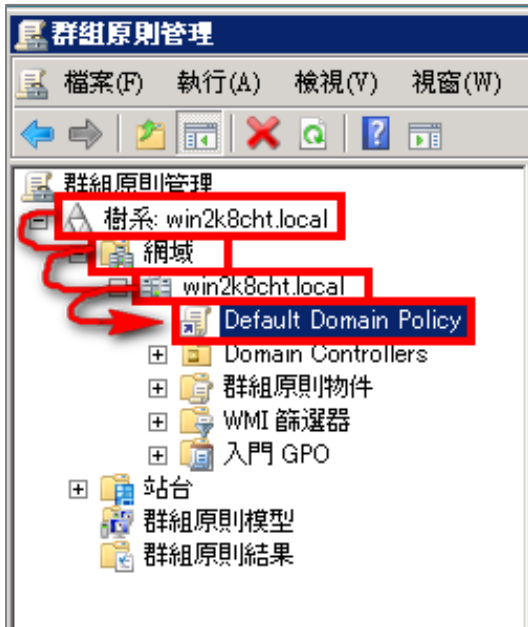 群組原則管理
檔案(F) 執行(A) 檢視(V) 視窗(W)
群組原則管理
樹系: win2k8cht.local
網域
win2k8cht.local
Default Domain Policy
Domain Controllers
群組原則物件
WMI 篩選器
入門 GPO
站台
群組原則模型
群組原則結果